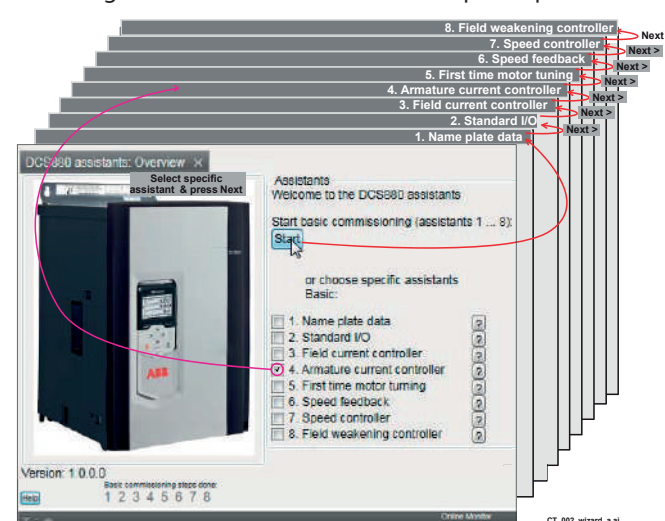 8. Field weakening controller
Next
7. Speed controller
Next >
6. Speed feedback
Next >
5. First time motor tuning
Next >
4. Armature current controller
Next >
3. Field current controller
Next >
2. Standard I/O
Next >
1. Name plate data
DCS880 assistants: Overview ×
Select specific
assistant & press Next
Assistants
Welcome to the DCS880 assistants
Start basic commissioning (assistants 1 ... 8):
Start
or choose specific assistants
Basic:
1. Name plate data ?
2. Standard I/O ?
3. Field current controller ?
4. Armature current controller ?
5. First time motor turning ?
6. Speed feedback ?
7. Speed controller ?
8. Field weakening controller ?
ABB
Version: 1.0.0.0
Basic commissioning steps done:
Help
1 2 3 4 5 6 7 8
Online Monitor